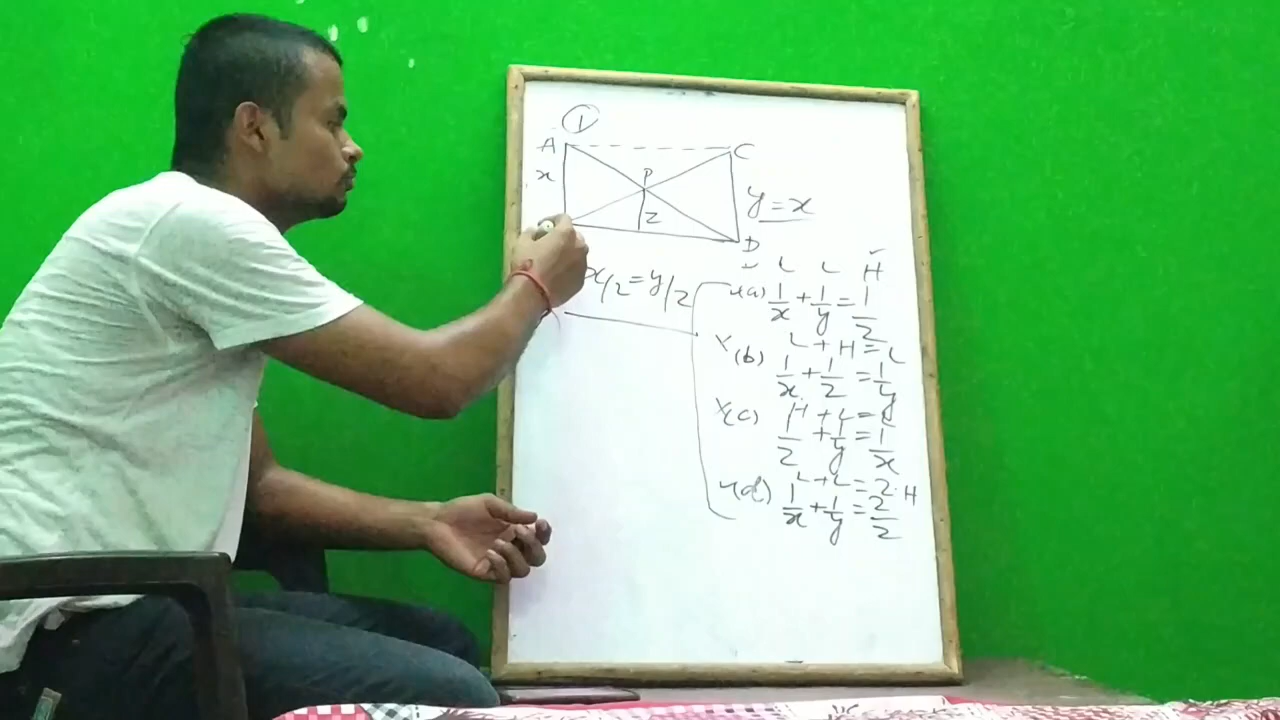 ①
A C
x
P
z
y = x
D
x/2 = y/2
L L H
(a) 1/x + 1/y = 1/z
L + H = L
x (b) 1/x + 1/z = 1/y
H + L = L
x (c) 1/z + 1/y = 1/x
L + L = 2·H
(d) 1/x + 1/y = 2/z